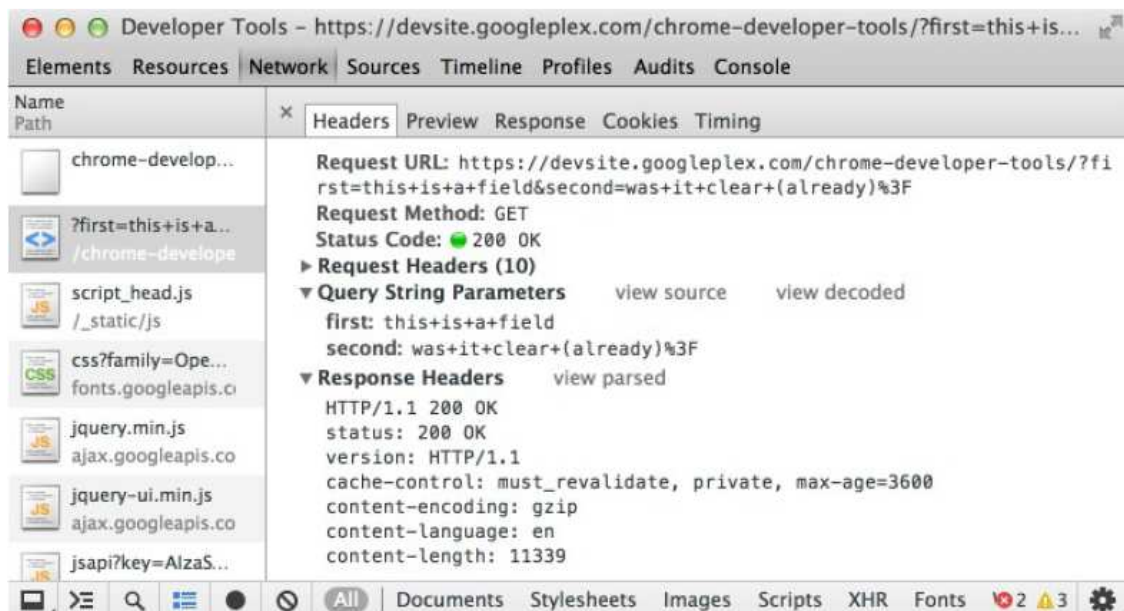 Developer Tools – https://devsite.googleplex.com/chrome-developer-tools/?first=this+is...
Elements Resources Network Sources Timeline Profiles Audits Console
Name
Path
× Headers Preview Response Cookies Timing
chrome-develop...
?first=this+is+a...
/chrome-develope
script_head.js
/_static/js
css?family=Ope...
fonts.googleapis.c
jquery.min.js
ajax.googleapis.co
jquery-ui.min.js
ajax.googleapis.co
jsapi?key=AIzaS...
Request URL: https://devsite.googleplex.com/chrome-developer-tools/?fi
rst=this+is+a+field&second=was+it+clear+(already)%3F
Request Method: GET
Status Code: 200 OK
Request Headers (10)
Query String Parameters view source view decoded
first: this+is+a+field
second: was+it+clear+(already)%3F
Response Headers view parsed
HTTP/1.1 200 OK
status: 200 OK
version: HTTP/1.1
cache-control: must_revalidate, private, max-age=3600
content-encoding: gzip
content-language: en
content-length: 11339
All Documents Stylesheets Images Scripts XHR Fonts 2 3